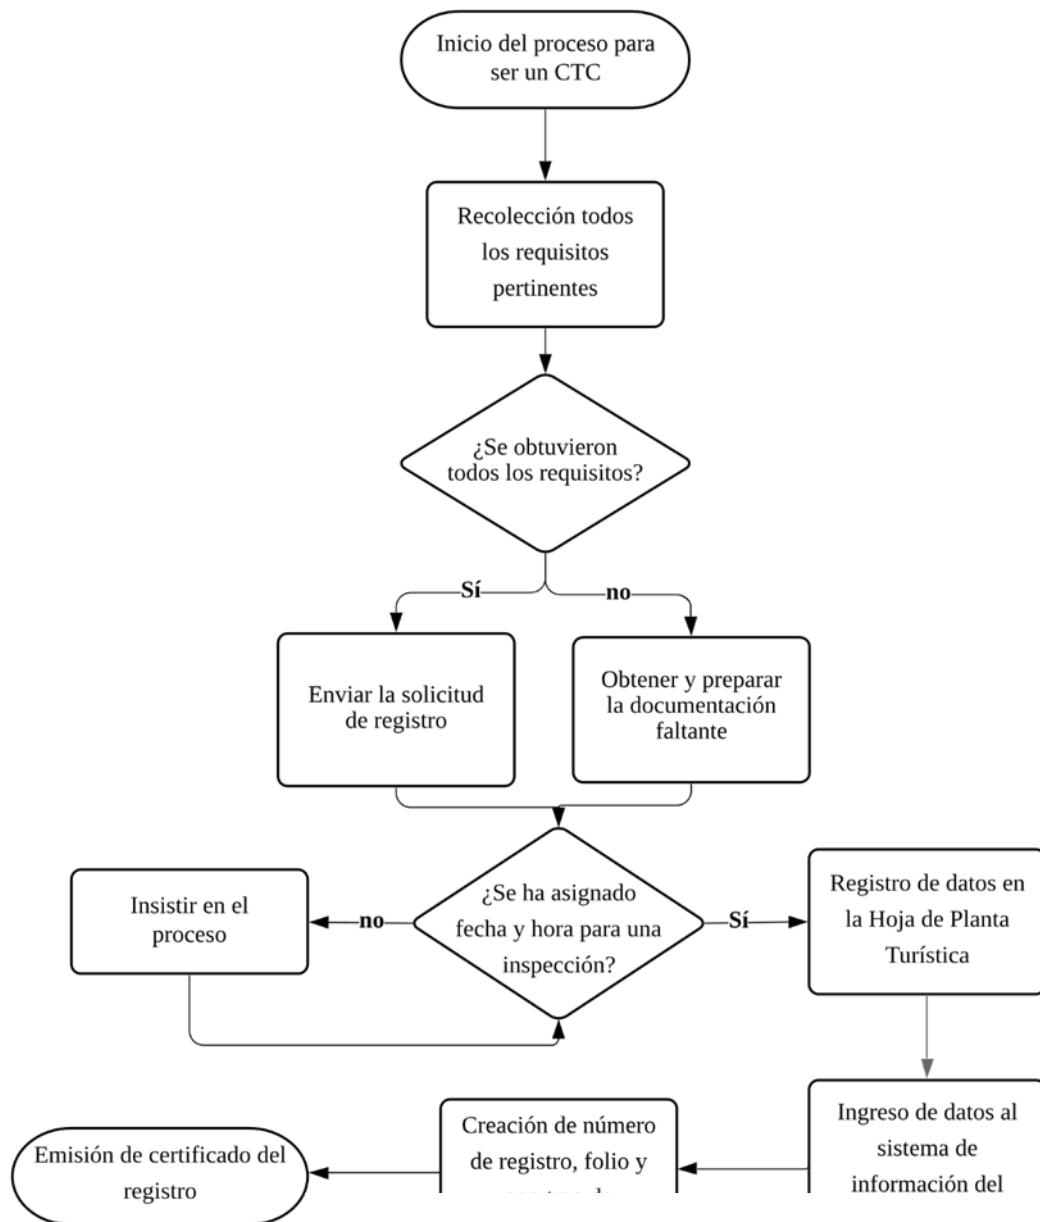 Inicio del proceso para
ser un CTC
Recolección todos
los requisitos
pertinentes
¿Se obtuvieron
todos los requisitos?
Sí
no
Enviar la solicitud
de registro
Obtener y preparar
la documentación
faltante
Insistir en el
proceso
no
¿Se ha asignado
fecha y hora para una
inspección?
Sí
Registro de datos en
la Hoja de Planta
Turística
Ingreso de datos al
sistema de
información del
Creación de número
de registro, folio y
Emisión de certificado del
registro